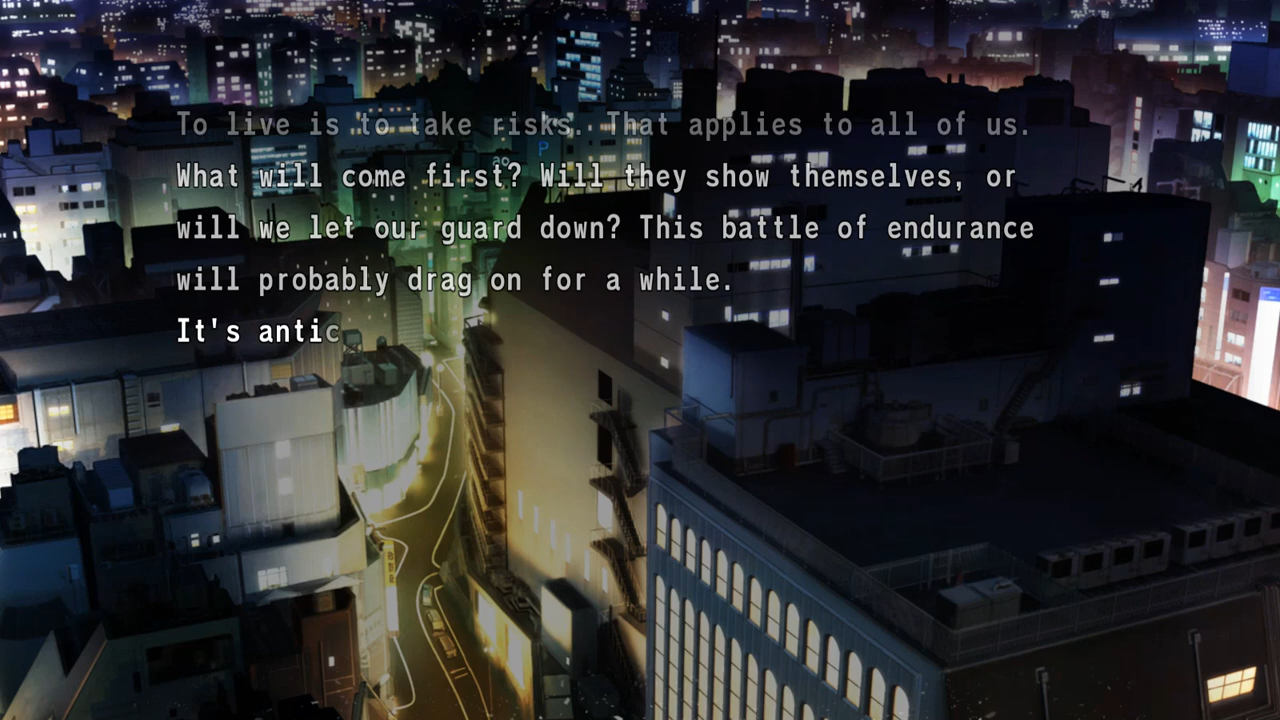 To live is to take risks. That applies to all of us.
What will come first? Will they show themselves, or
will we let our guard down? This battle of endurance
will probably drag on for a while.
It's antic